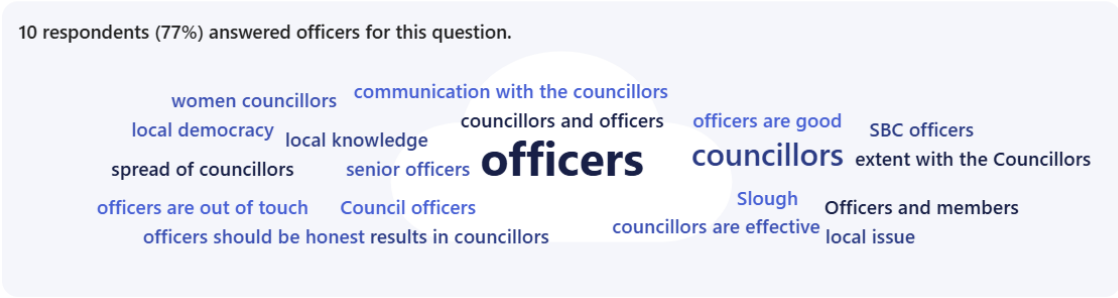 10 respondents (77%) answered officers for this question.
communication with the councillors
women councillors
councillors and officers
officers are good
local democracy
SBC officers
local knowledge
officers
councillors
extent with the Councillors
spread of councillors
senior officers
Slough
officers are out of touch
Council officers
Officers and members
councillors are effective
officers should be honest
results in councillors
local issue